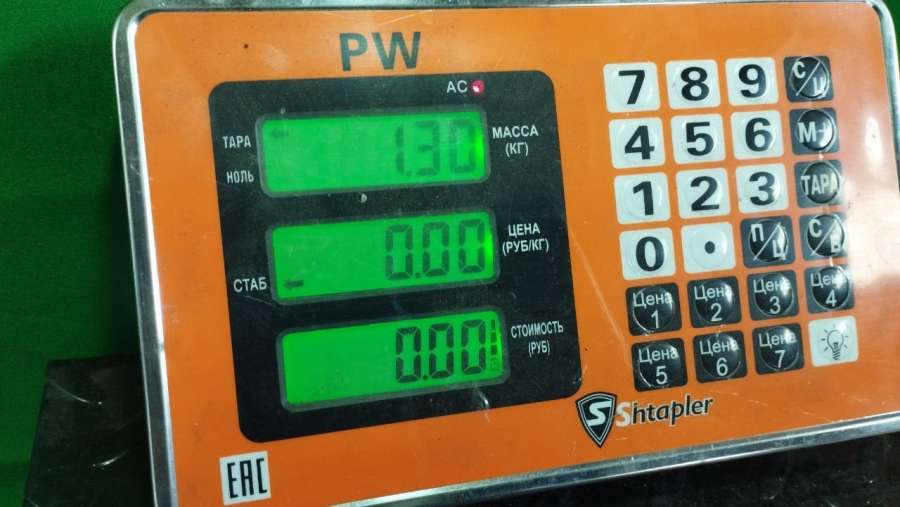 PW
AC
ТАРА
НОЛЬ
1.30
МАССА
(КГ)
0.00
ЦЕНА
(РУБ/КГ)
СТАБ
0.00
СТОИМОСТЬ
(РУБ)
7 8 9 С/Ц
4 5 6 М+
1 2 3 ТАРА
0 • П/Ц С/В
Цена 1 Цена 2 Цена 3 Цена 4
Цена 5 Цена 6 Цена 7
S Shtapler
EAC